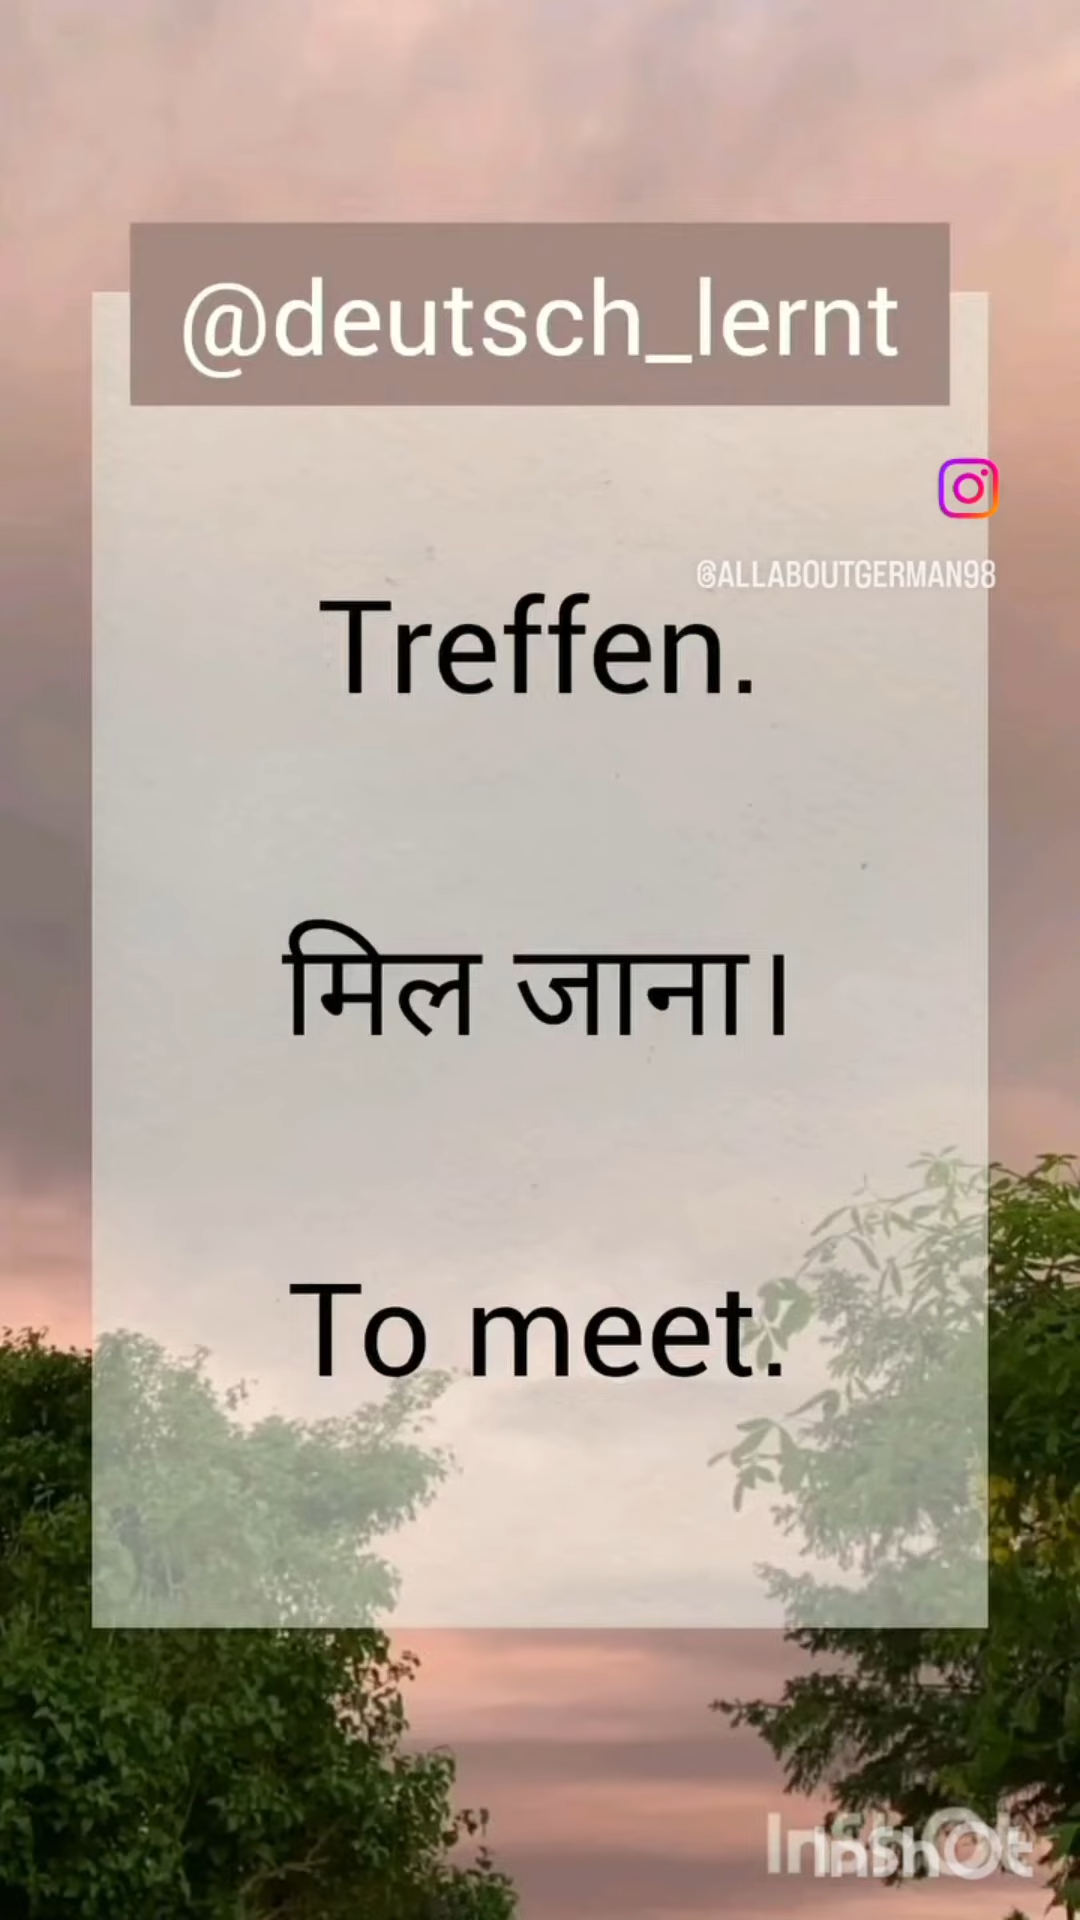 @deutsch_lernt
@ALLABOUTGERMAN98
Treffen.
मिल जाना।
To meet.
InShOt